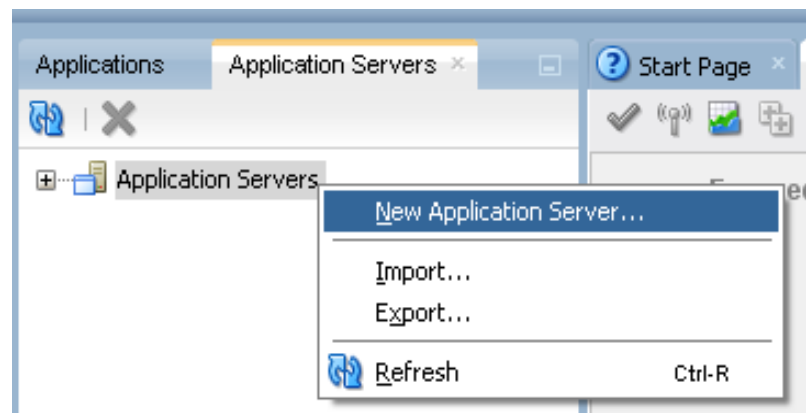 Applications
Application Servers
Start Page
Application Servers
New Application Server...
Import...
Export...
Refresh Ctrl-R